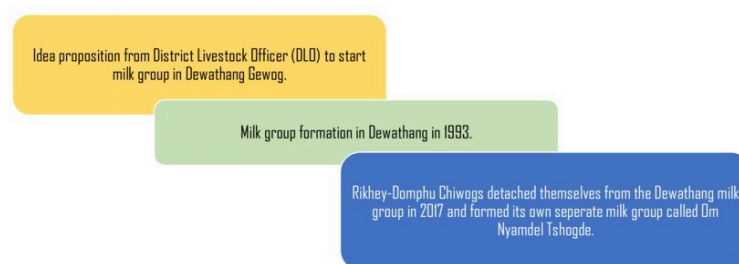 Idea proposition from District Livestock Officer (DLO) to start
milk group in Dewathang Gewog.
Milk group formation in Dewathang in 1993.
Rikhey-Domphu Chiwogs detached themselves from the Dewathang milk
group in 2017 and formed its own seperate milk group called Om
Nyamdel Tshogde.